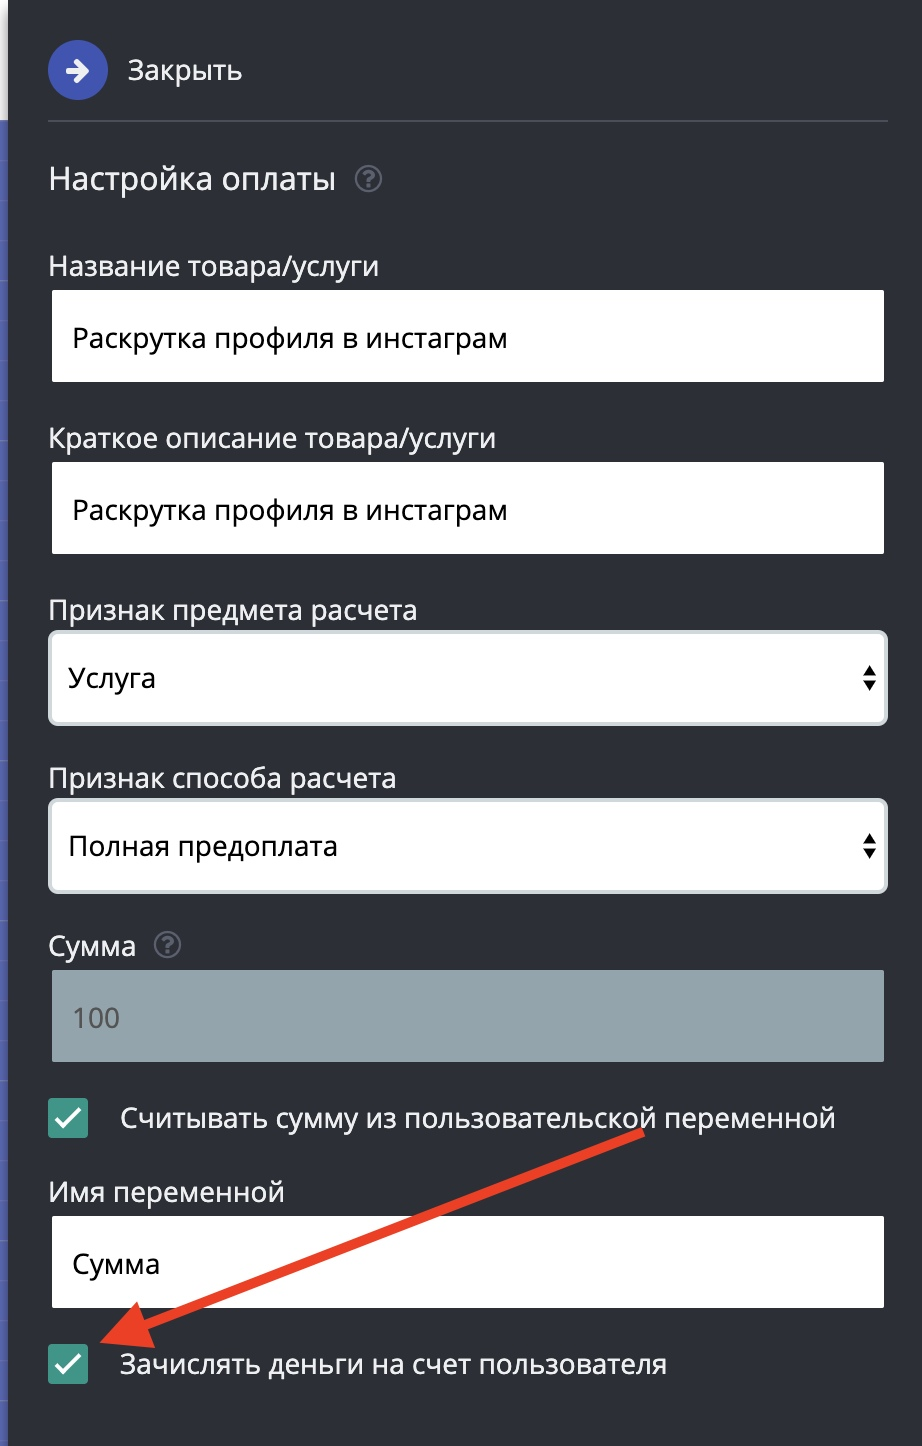 Закрыть
Настройка оплаты ?
Название товара/услуги
Раскрутка профиля в инстаграм
Краткое описание товара/услуги
Раскрутка профиля в инстаграм
Признак предмета расчета
Услуга
Признак способа расчета
Полная предоплата
Сумма ?
100
Считывать сумму из пользовательской переменной
Имя переменной
Сумма
Зачислять деньги на счет пользователя